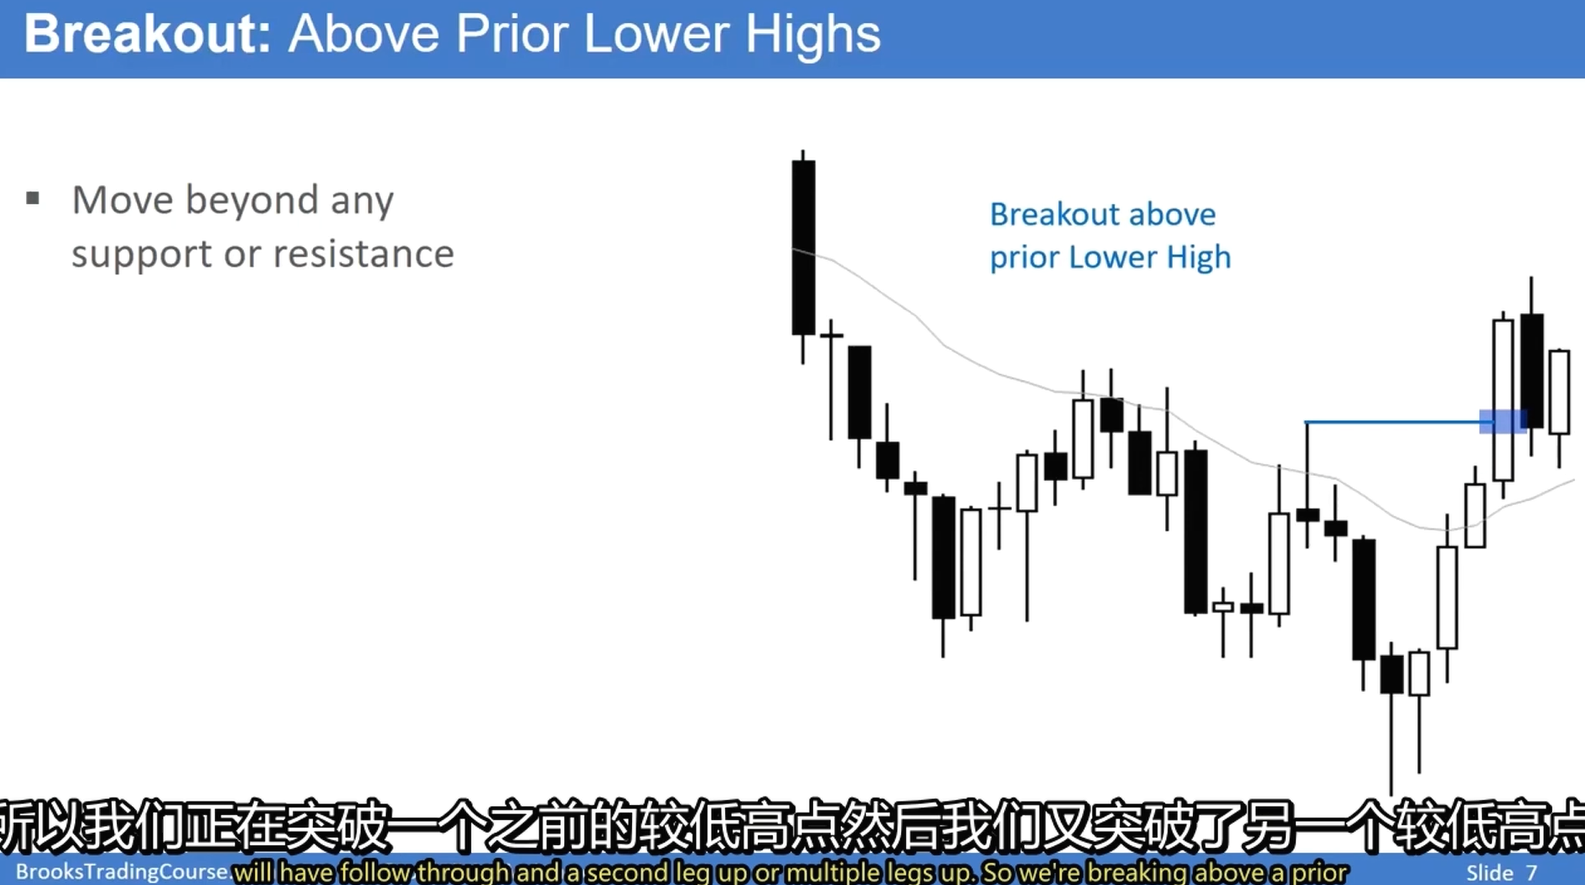 Breakout: Above Prior Lower Highs
▪ Move beyond any
support or resistance
Breakout above
prior Lower High
所以我们正在突破一个之前的较低高点然后我们又突破了另一个较低高点
BrooksTradingCourse.
will have follow through and a second leg up or multiple legs up. So we're breaking above a prior
Slide 7